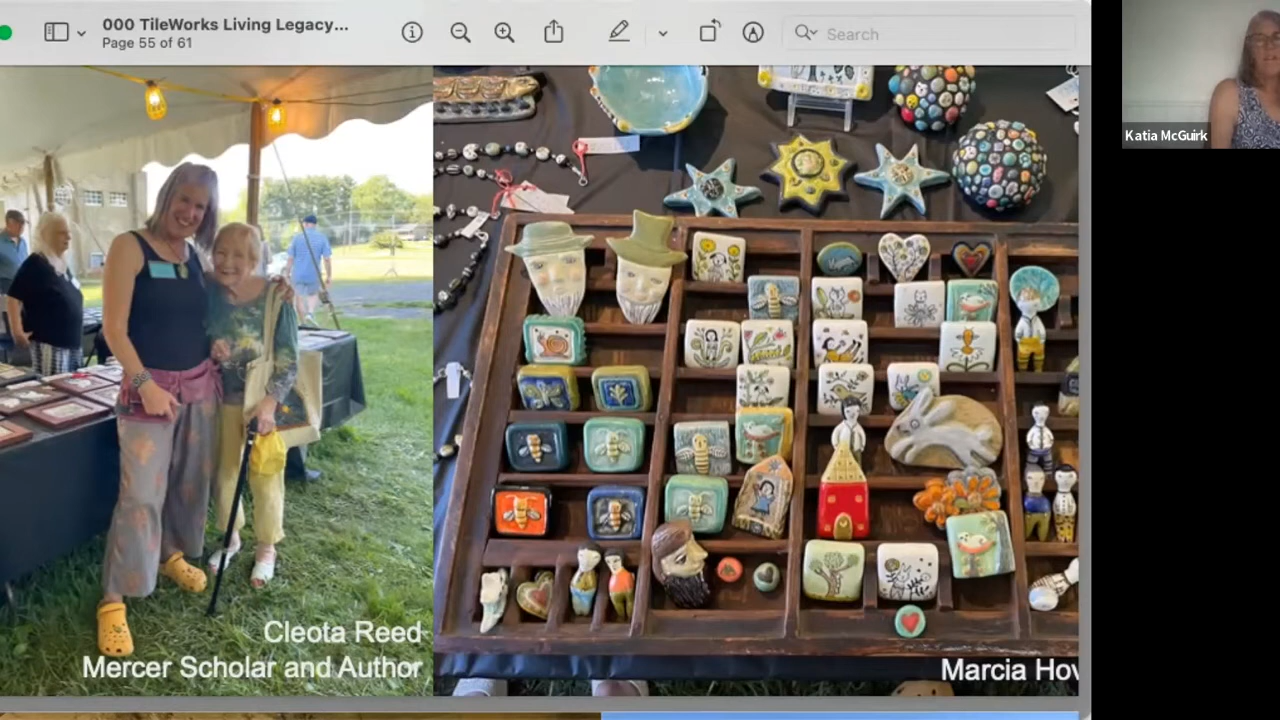 000 TileWorks Living Legacy...
Page 55 of 61
Search
Katia McGuirk
Cleota Reed
Mercer Scholar and Author
Marcia Hov